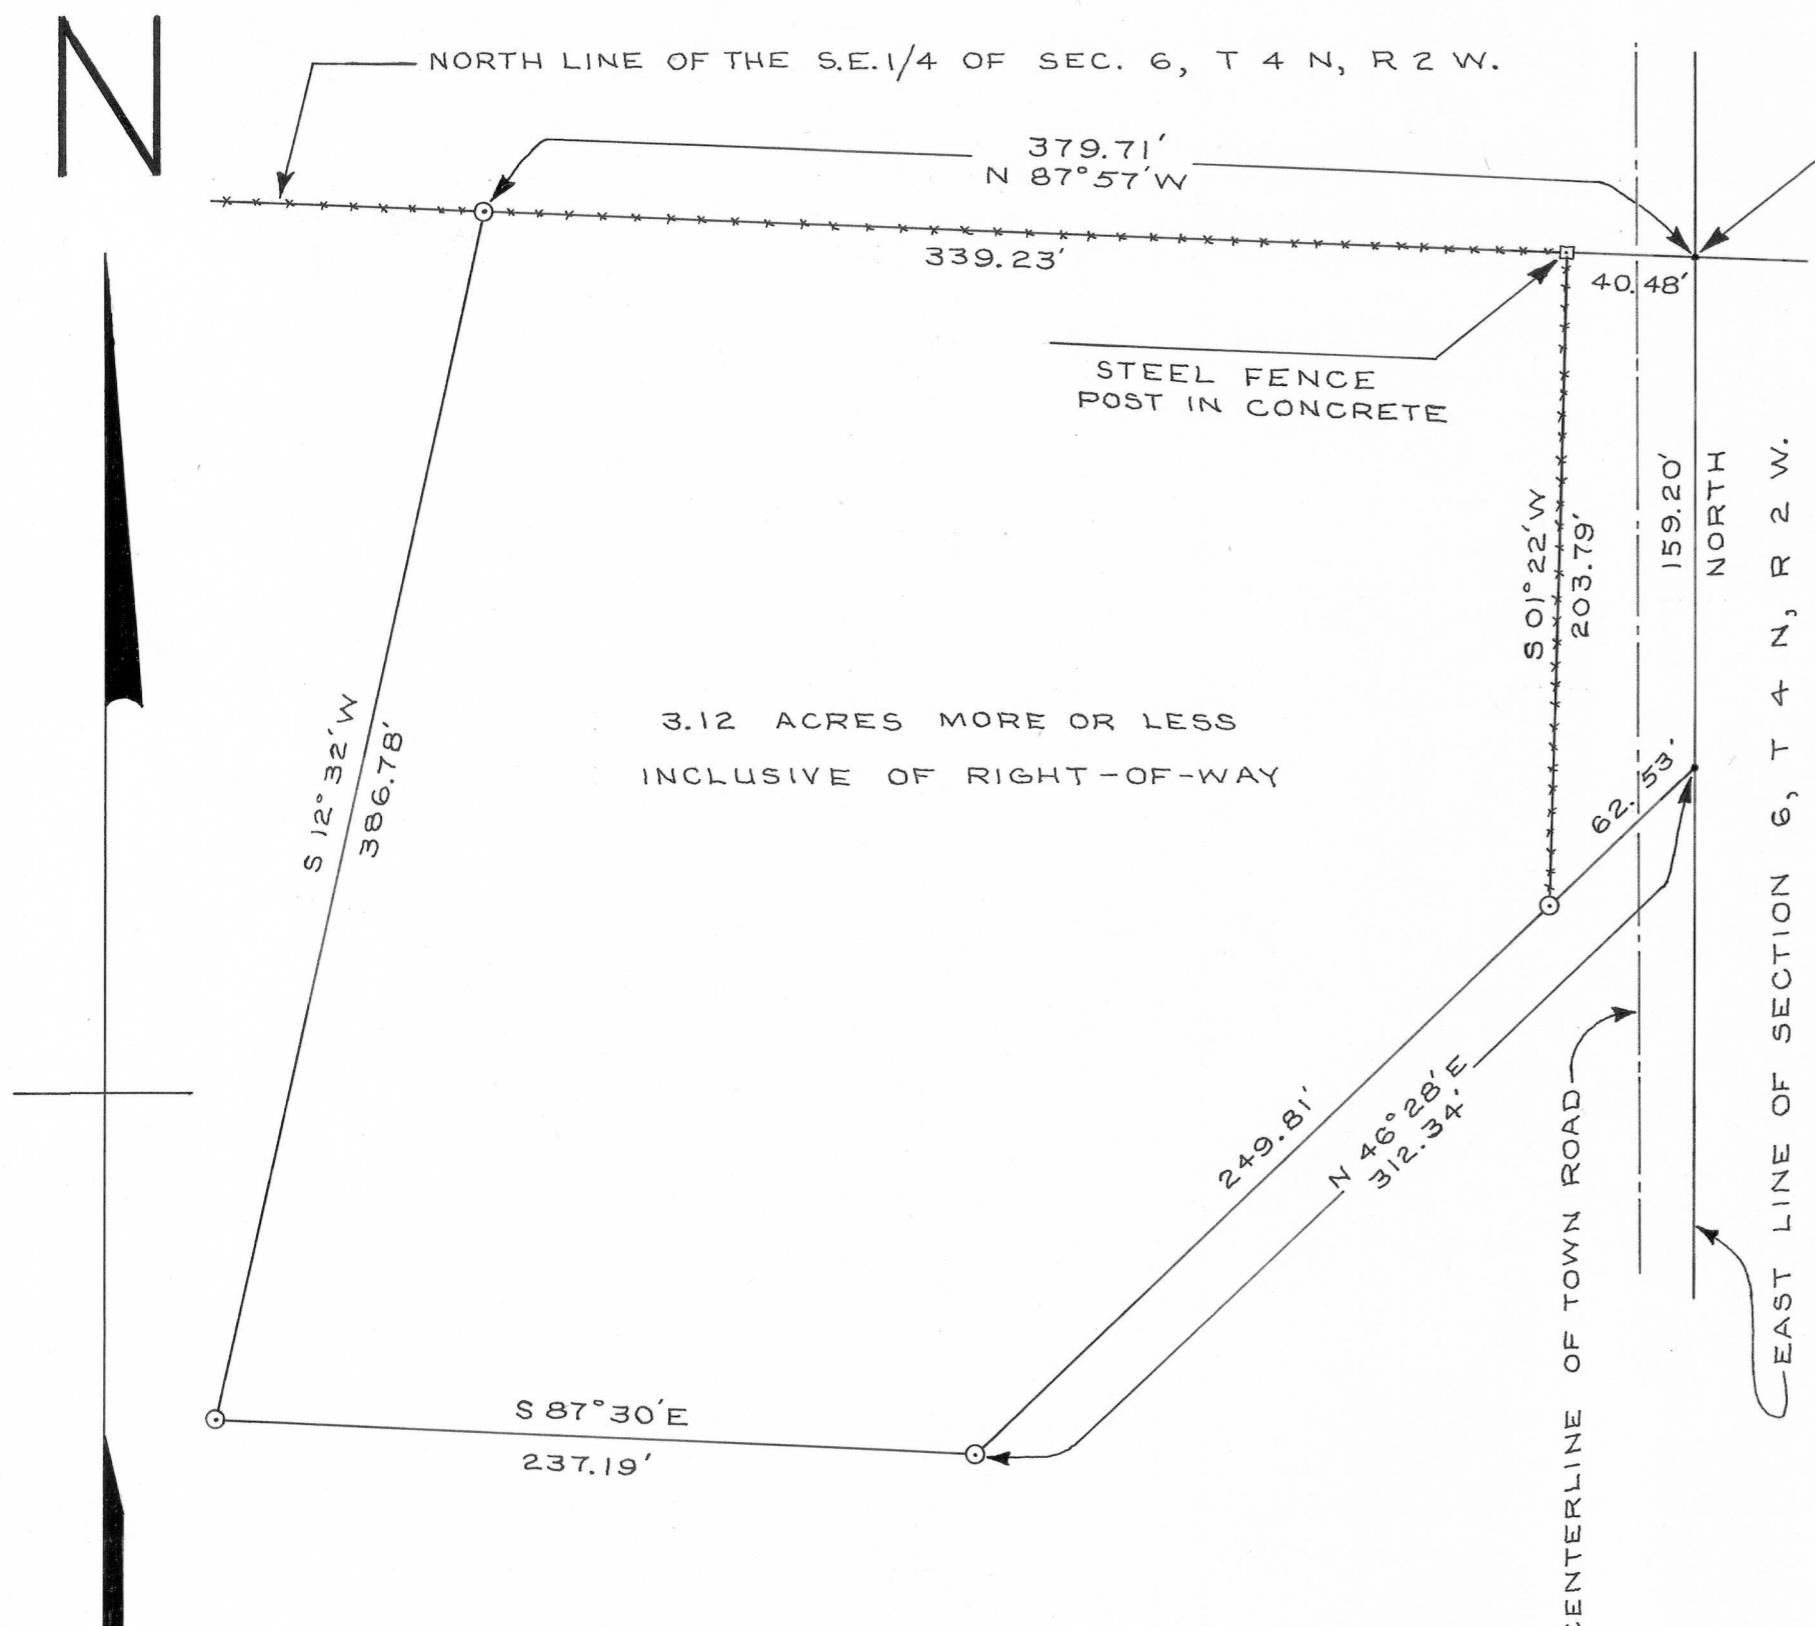 N
NORTH LINE OF THE S.E.1/4 OF SEC. 6, T 4 N, R 2 W.
379.71'
N 87°57'W
339.23'
40.48'
STEEL FENCE
POST IN CONCRETE
S 01°22'W
203.79'
159.20'
NORTH
EAST LINE OF SECTION 6, T 4 N, R 2 W.
S 12°32'W
386.78'
3.12 ACRES MORE OR LESS
INCLUSIVE OF RIGHT-OF-WAY
62.53'
249.81'
N 46°28'E
312.34'
S 87°30'E
237.19'
CENTERLINE OF TOWN ROAD